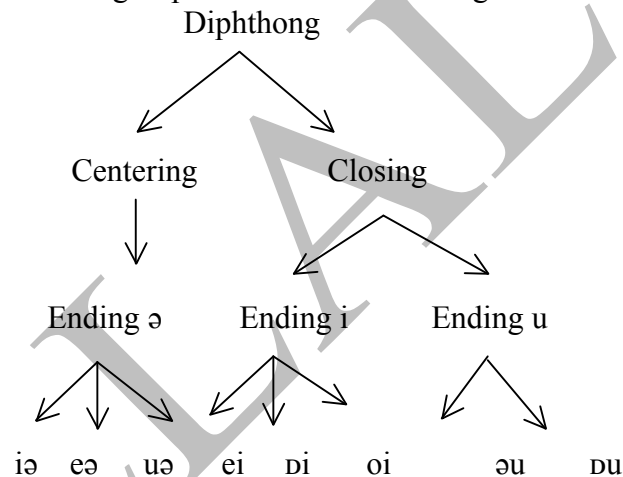 Diphthong
Centering Closing
Ending ə Ending i Ending u
iə eə uə ei ɒi oi əu ɒu